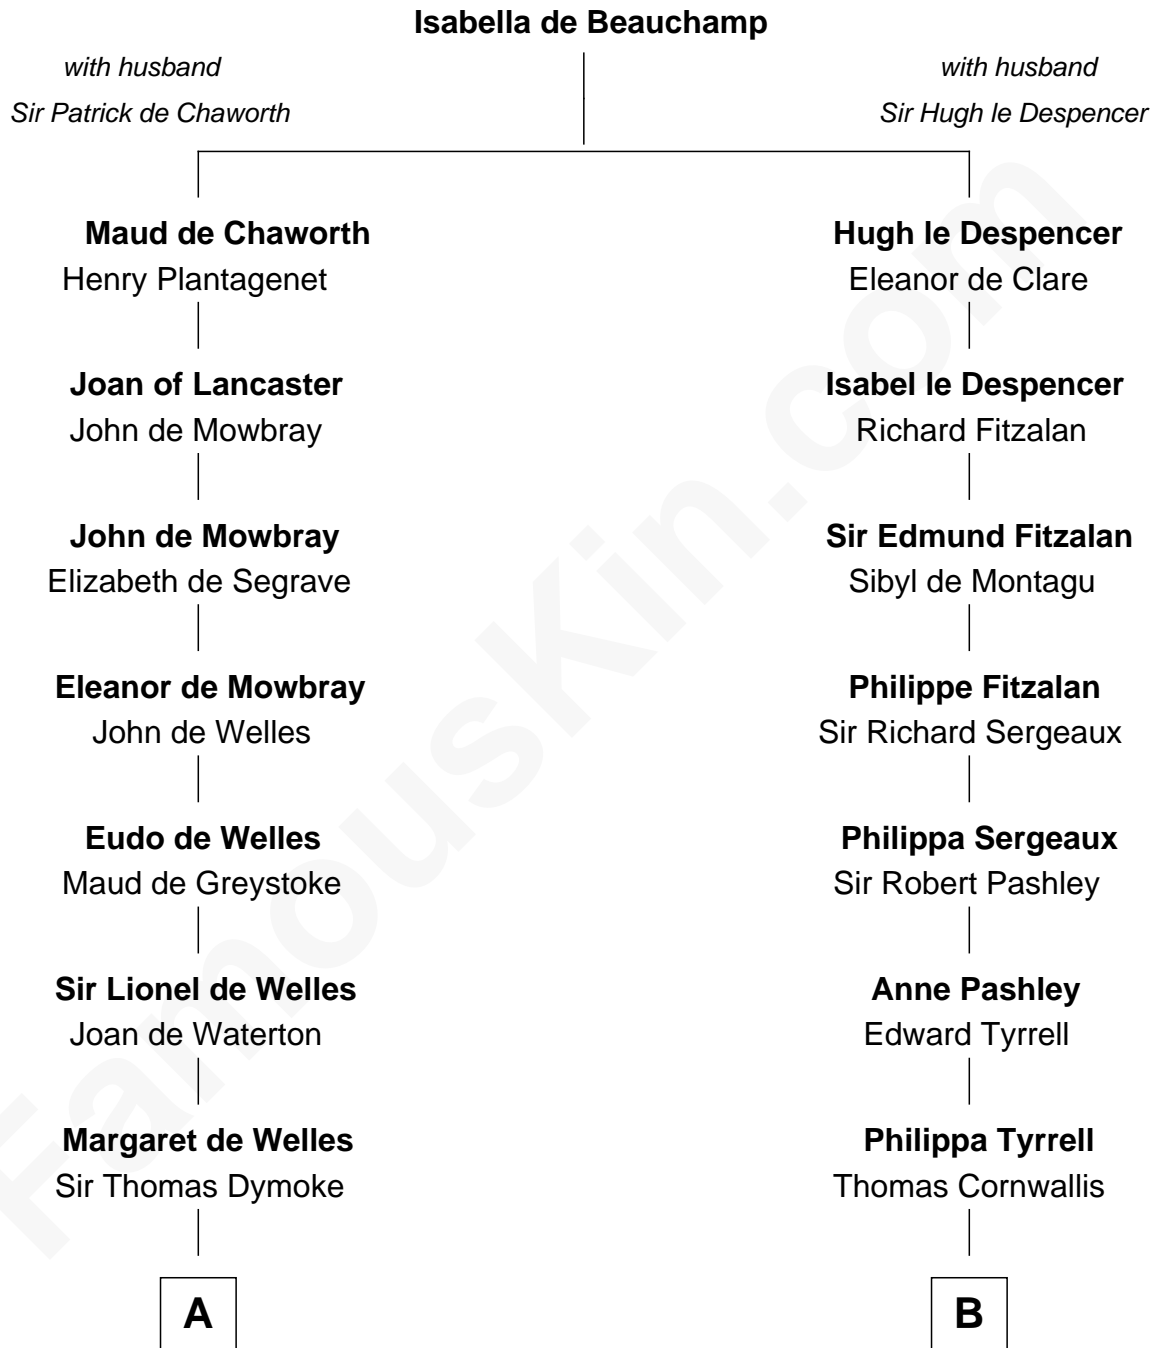 Isabella de Beauchamp
with husband
Sir Patrick de Chaworth
with husband
Sir Hugh le Despencer
Maud de Chaworth
Henry Plantagenet
Hugh le Despencer
Eleanor de Clare
Joan of Lancaster
John de Mowbray
Isabel le Despencer
Richard Fitzalan
John de Mowbray
Elizabeth de Segrave
Sir Edmund Fitzalan
Sibyl de Montagu
Eleanor de Mowbray
John de Welles
Philippe Fitzalan
Sir Richard Sergeaux
Eudo de Welles
Maud de Greystoke
Philippa Sergeaux
Sir Robert Pashley
Sir Lionel de Welles
Joan de Waterton
Anne Pashley
Edward Tyrrell
Margaret de Welles
Sir Thomas Dymoke
Philippa Tyrrell
Thomas Cornwallis
A
B
FamousKin.com